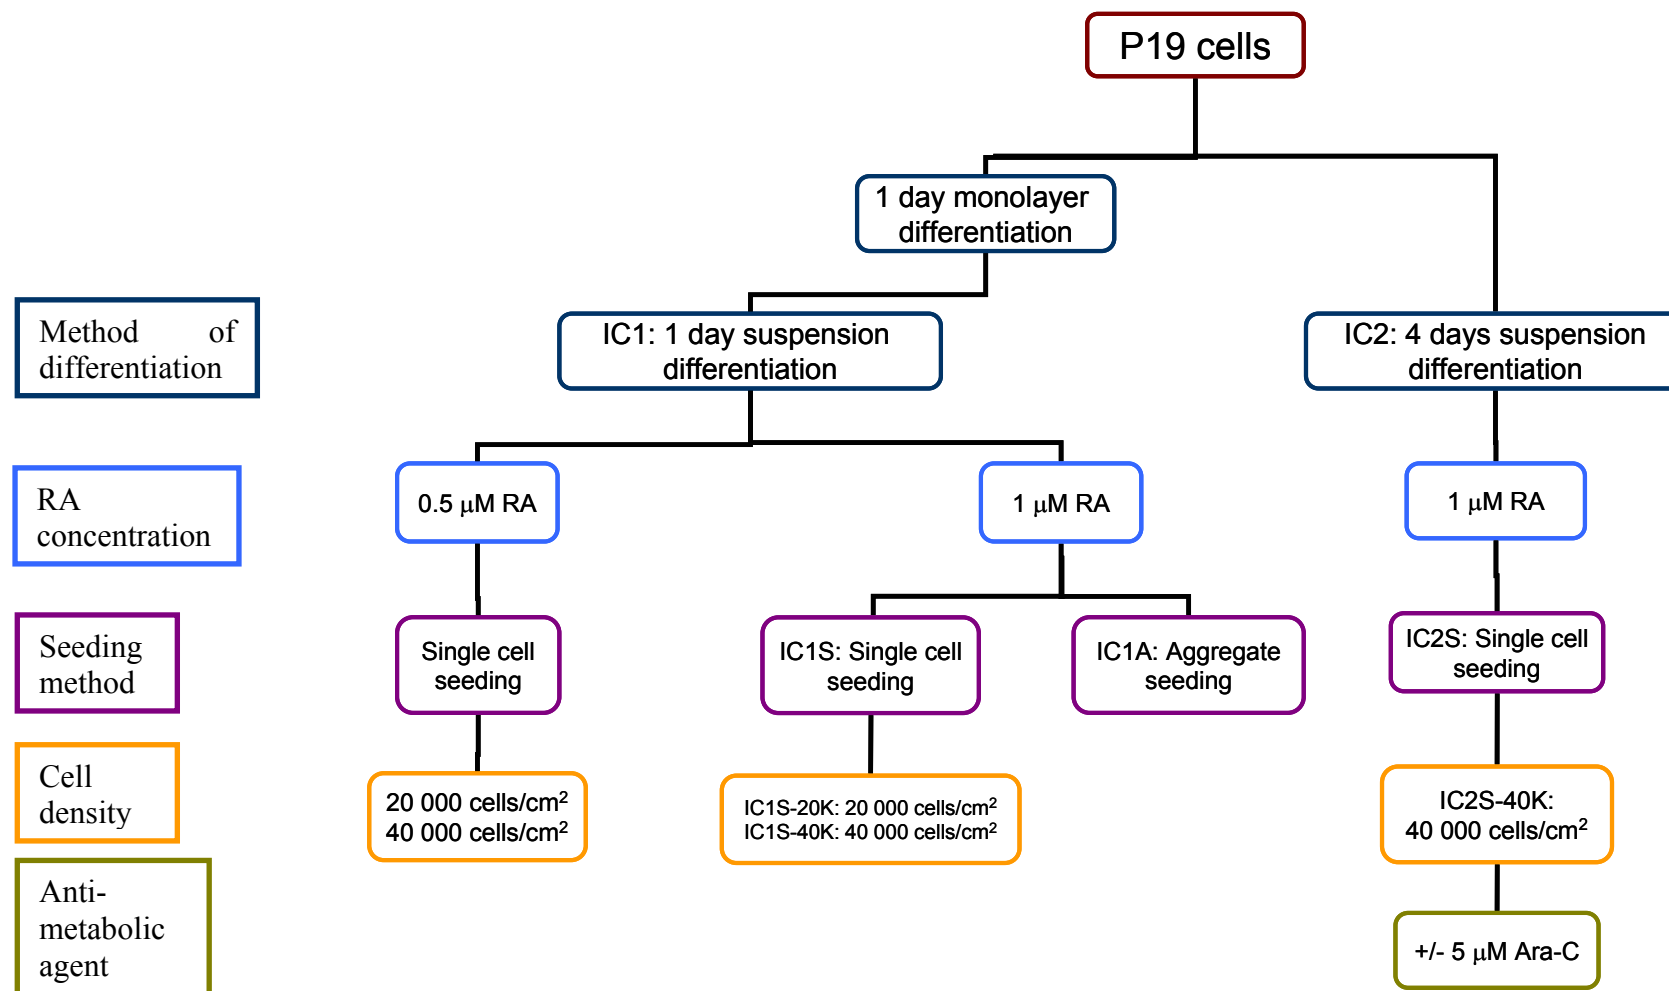 P19 cells
1 day monolayer
differentiation
Method of
differentiation
IC1: 1 day suspension
differentiation
IC2: 4 days suspension
differentiation
RA
concentration
0.5 μM RA
1 μM RA
1 μM RA
Seeding
method
Single cell
seeding
IC1S: Single cell
seeding
IC1A: Aggregate
seeding
IC2S: Single cell
seeding
Cell
density
20 000 cells/cm²
40 000 cells/cm²
IC1S-20K: 20 000 cells/cm²
IC1S-40K: 40 000 cells/cm²
IC2S-40K:
40 000 cells/cm²
Anti-
metabolic
agent
+/- 5 μM Ara-C